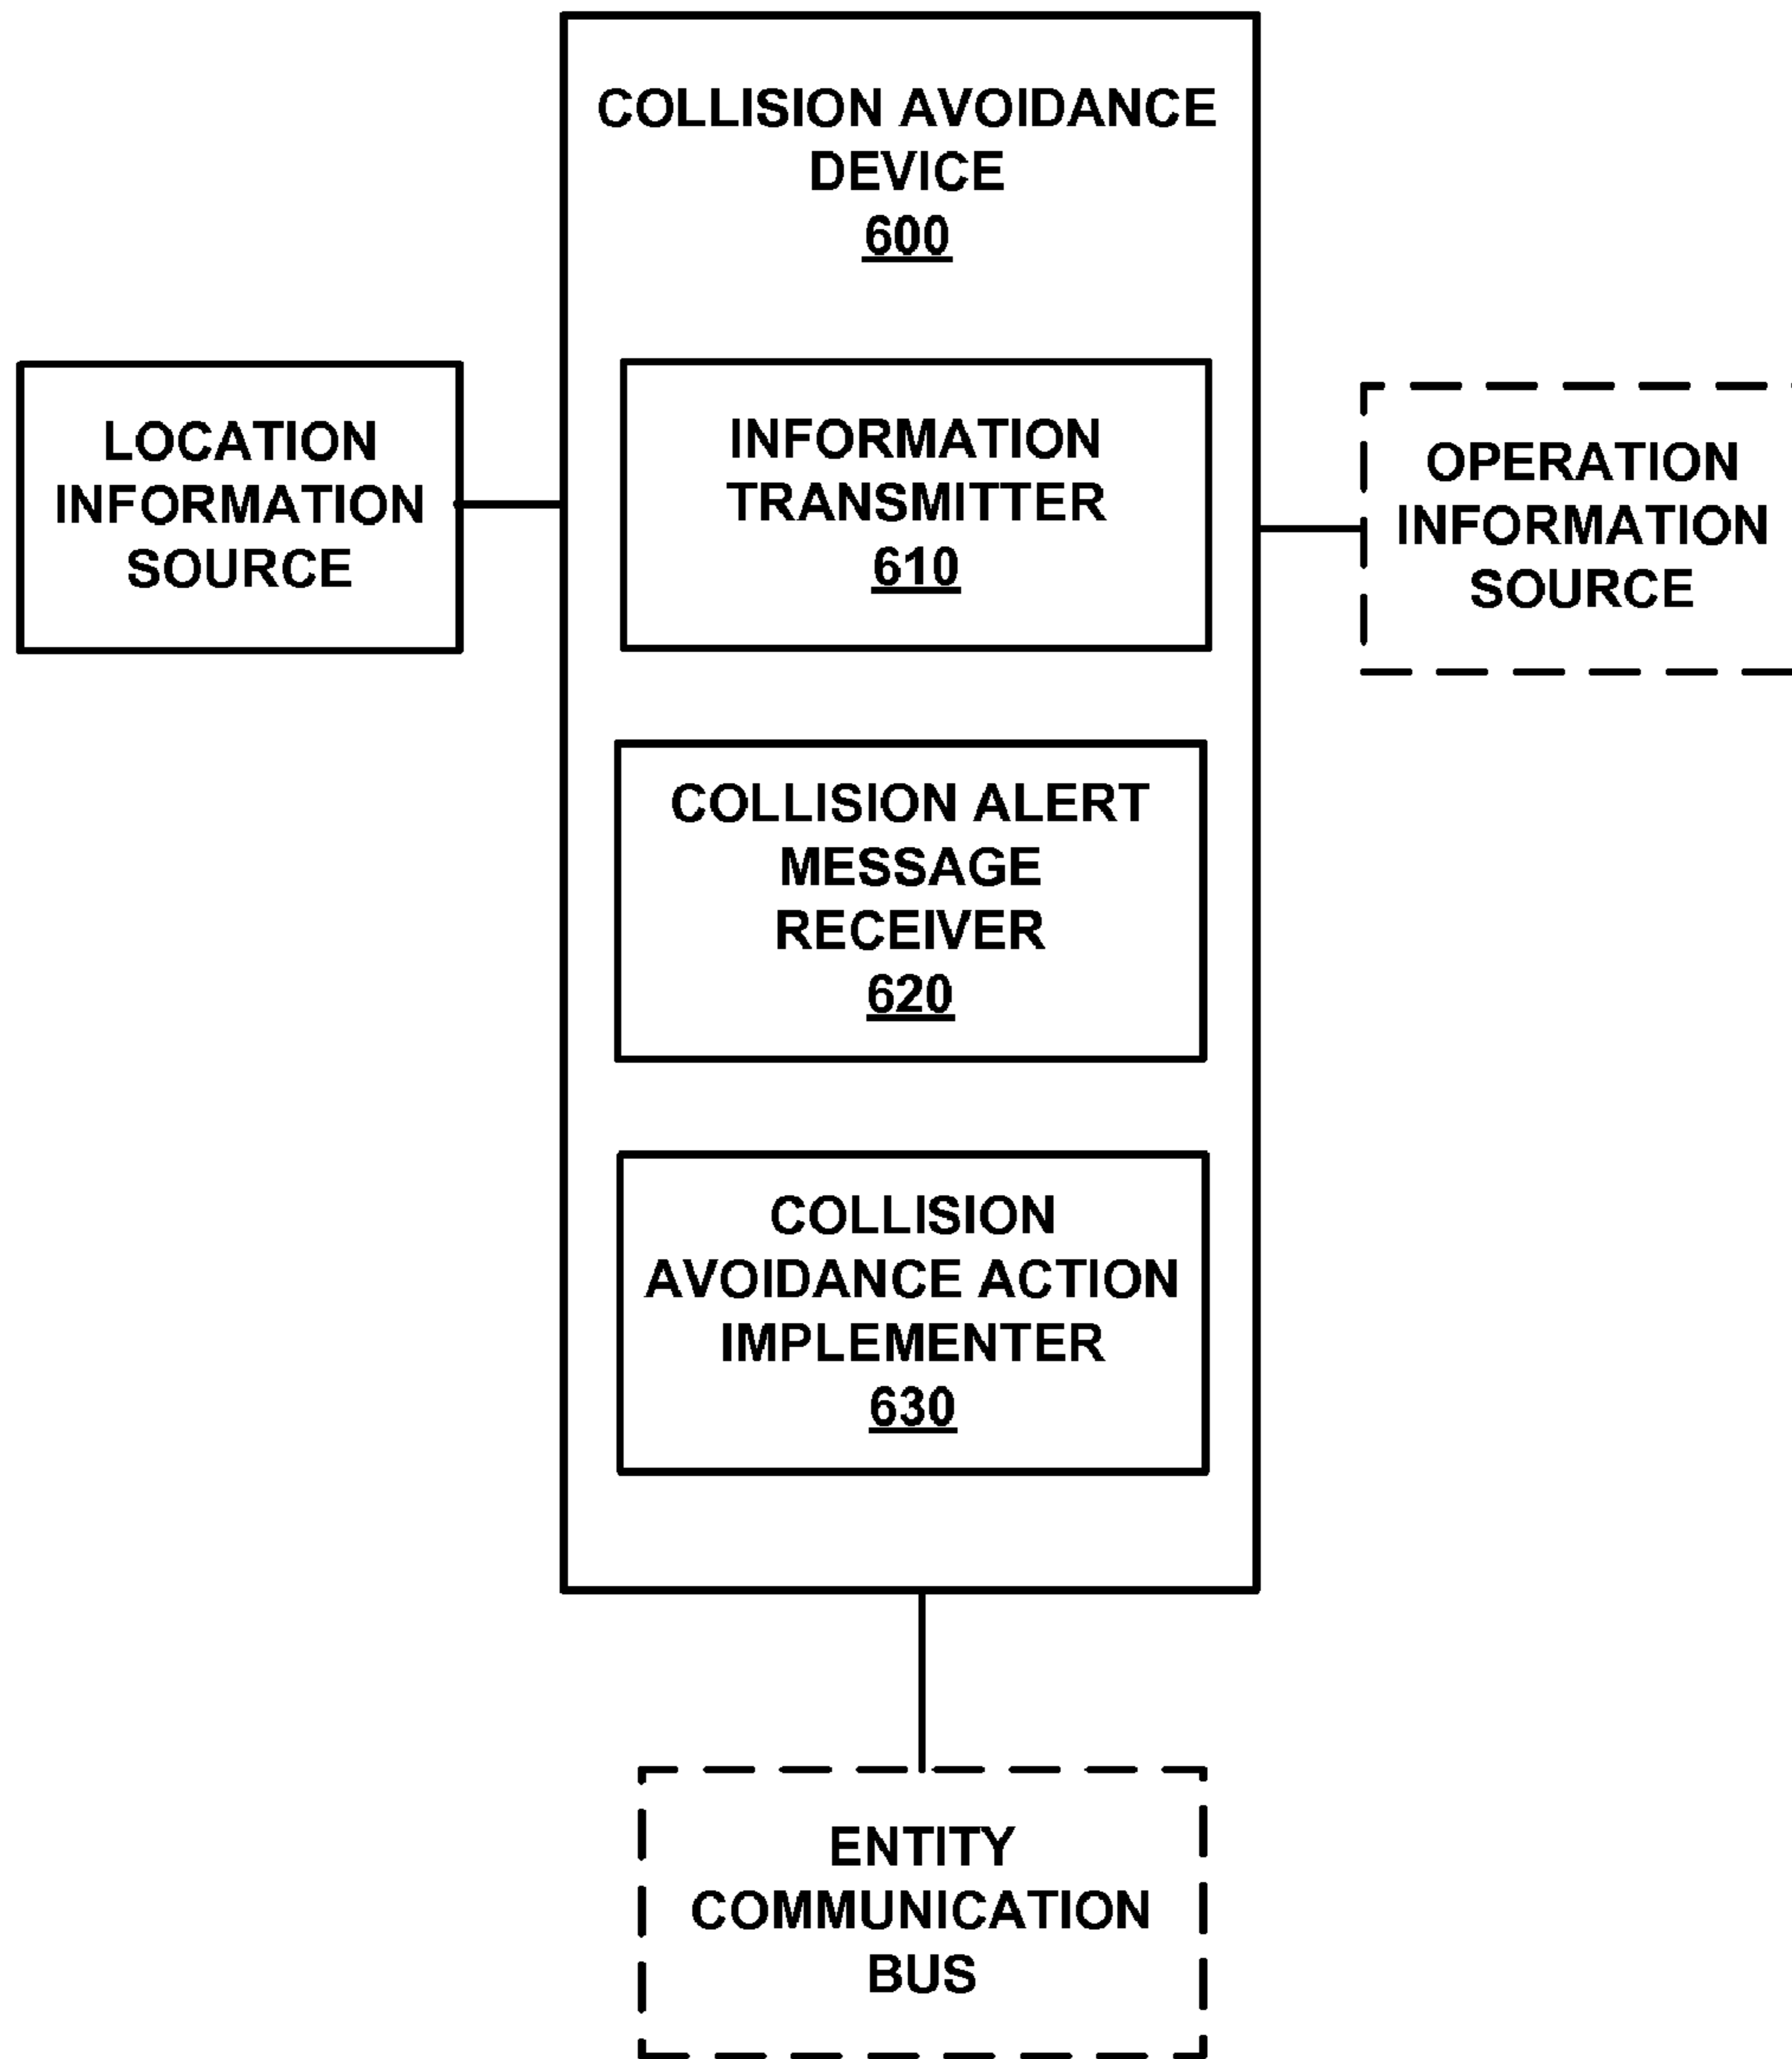 COLLISION AVOIDANCE
DEVICE
600
LOCATION
INFORMATION
SOURCE
INFORMATION
TRANSMITTER
610
OPERATION
INFORMATION
SOURCE
COLLISION ALERT
MESSAGE
RECEIVER
620
COLLISION
AVOIDANCE ACTION
IMPLEMENTER
630
ENTITY
COMMUNICATION
BUS